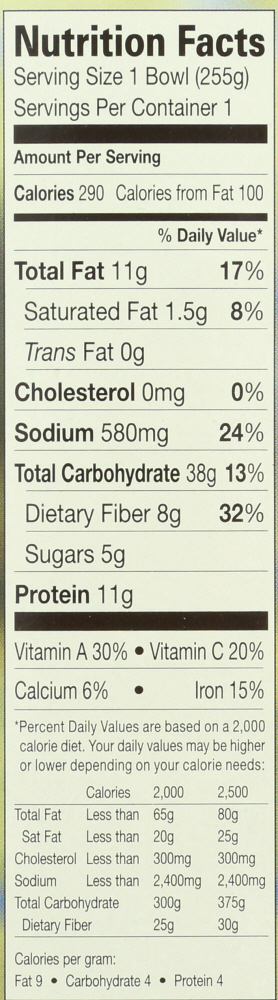 Nutrition Facts
Serving Size 1 Bowl (255g)
Servings Per Container 1
Amount Per Serving
Calories 290 Calories from Fat 100
% Daily Value*
Total Fat 11g 17%
Saturated Fat 1.5g 8%
Trans Fat 0g
Cholesterol 0mg 0%
Sodium 580mg 24%
Total Carbohydrate 38g 13%
Dietary Fiber 8g 32%
Sugars 5g
Protein 11g
Vitamin A 30% • Vitamin C 20%
Calcium 6% • Iron 15%
*Percent Daily Values are based on a 2,000
calorie diet. Your daily values may be higher
or lower depending on your calorie needs:
Calories 2,000 2,500
Total Fat Less than 65g 80g
Sat Fat Less than 20g 25g
Cholesterol Less than 300mg 300mg
Sodium Less than 2,400mg 2,400mg
Total Carbohydrate 300g 375g
Dietary Fiber 25g 30g
Calories per gram:
Fat 9 • Carbohydrate 4 • Protein 4